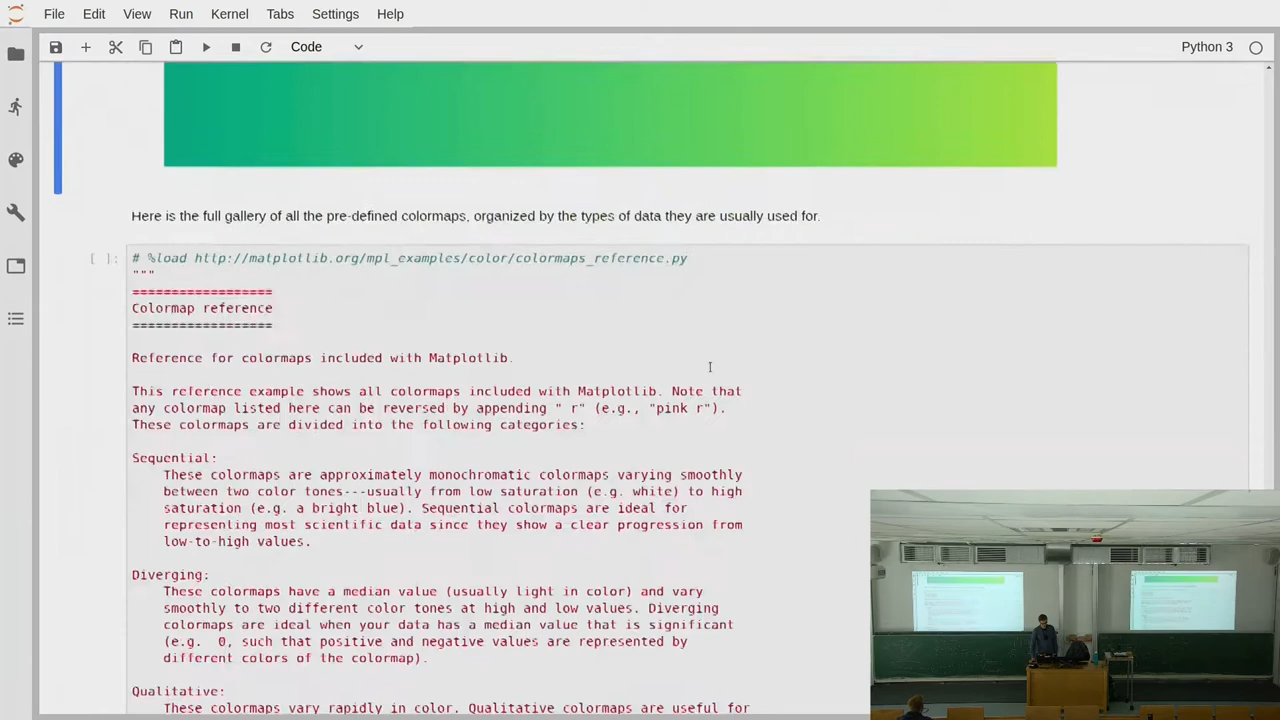 File Edit View Run Kernel Tabs Settings Help
Code Python 3
Here is the full gallery of all the pre-defined colormaps, organized by the types of data they are usually used for.
[ ]: # %load http://matplotlib.org/mpl_examples/color/colormaps_reference.py
"""
==================
Colormap reference
==================
Reference for colormaps included with Matplotlib.
This reference example shows all colormaps included with Matplotlib. Note that
any colormap listed here can be reversed by appending " r" (e.g., "pink r").
These colormaps are divided into the following categories:
Sequential:
These colormaps are approximately monochromatic colormaps varying smoothly
between two color tones---usually from low saturation (e.g. white) to high
saturation (e.g. a bright blue). Sequential colormaps are ideal for
representing most scientific data since they show a clear progression from
low-to-high values.
Diverging:
These colormaps have a median value (usually light in color) and vary
smoothly to two different color tones at high and low values. Diverging
colormaps are ideal when your data has a median value that is significant
(e.g.  0, such that positive and negative values are represented by
different colors of the colormap).
Qualitative:
These colormaps vary rapidly in color. Qualitative colormaps are useful for